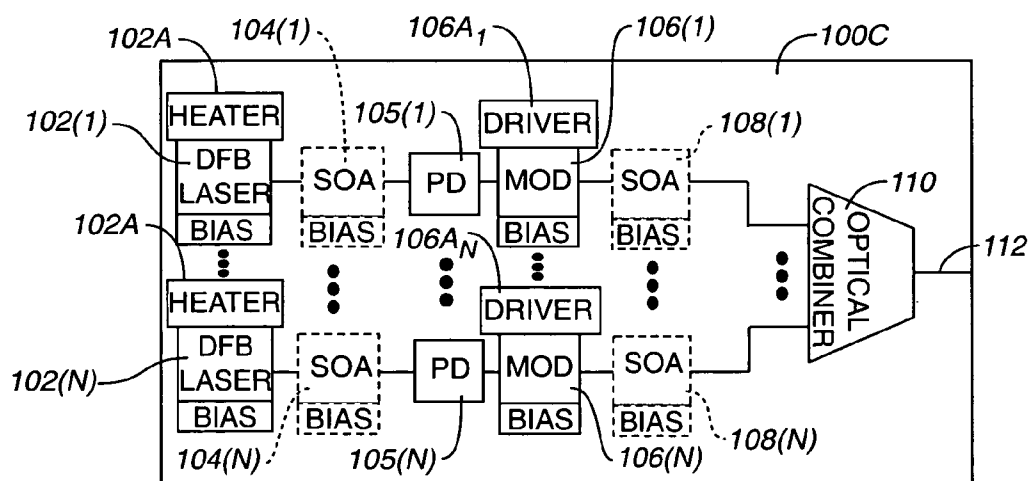 102A
104(1)
106A1
106(1)
100C
102(1)
HEATER
105(1)
DRIVER
108(1)
DFB
LASER
SOA
PD
MOD
SOA
110
BIAS
BIAS
BIAS
BIAS
OPTICAL
COMBINER
112
102A
106AN
HEATER
DRIVER
DFB
LASER
SOA
PD
MOD
SOA
102(N)
BIAS
BIAS
BIAS
BIAS
104(N)
105(N)
106(N)
108(N)